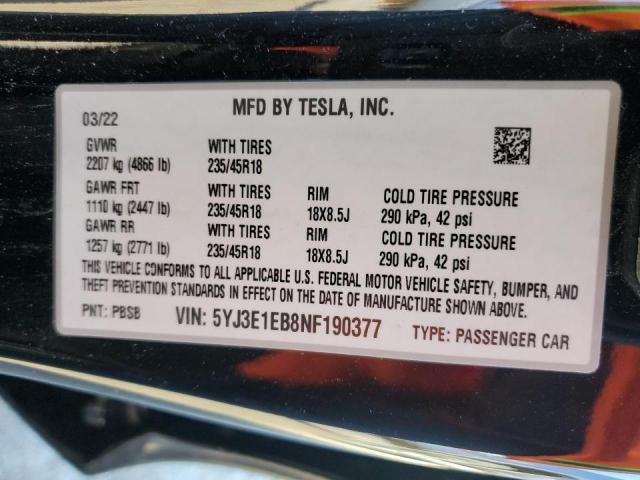 MFD BY TESLA, INC.
03/22
GVWR WITH TIRES
2207 kg (4866 lb) 235/45R18
GAWR FRT WITH TIRES RIM COLD TIRE PRESSURE
1110 kg (2447 lb) 235/45R18 18X8.5J 290 kPa, 42 psi
GAWR RR WITH TIRES RIM COLD TIRE PRESSURE
1257 kg (2771 lb) 235/45R18 18X8.5J 290 kPa, 42 psi
THIS VEHICLE CONFORMS TO ALL APPLICABLE U.S. FEDERAL MOTOR VEHICLE SAFETY, BUMPER, AND
THEFT PREVENTION STANDARDS IN EFFECT ON THE DATE OF MANUFACTURE SHOWN ABOVE.
PNT: PBSB VIN: 5YJ3E1EB8NF190377 TYPE: PASSENGER CAR